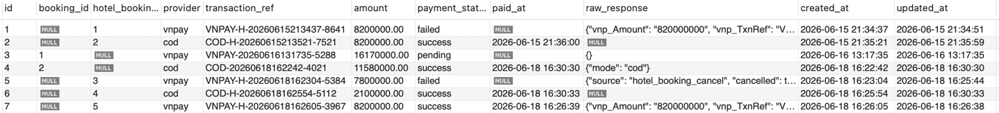 id booking_id hotel_bookin... provider transaction_ref amount payment_stat... paid_at raw_response created_at updated_at
1 NULL 1 vnpay VNPAY-H-20260615213437-8641 8200000.00 failed NULL {"vnp_Amount": "820000000", "vnp_TxnRef": "V... 2026-06-15 21:34:37 2026-06-15 21:34:51
2 NULL 2 cod COD-H-20260615213521-7521 8200000.00 success 2026-06-15 21:36:00 NULL 2026-06-15 21:35:21 2026-06-15 21:35:59
3 1 NULL vnpay VNPAY-20260616131735-5288 16170000.00 pending NULL {} 2026-06-16 13:17:35 2026-06-16 13:17:35
4 2 NULL cod COD-20260618162242-4021 11580000.00 success 2026-06-18 16:30:30 {"mode": "cod"} 2026-06-18 16:22:42 2026-06-18 16:30:30
5 NULL 3 vnpay VNPAY-H-20260618162304-5384 7800000.00 failed NULL {"source": "hotel_booking_cancel", "cancelled": t... 2026-06-18 16:23:04 2026-06-18 16:25:44
6 NULL 4 cod COD-H-20260618162554-5112 2100000.00 success 2026-06-18 16:30:33 NULL 2026-06-18 16:25:54 2026-06-18 16:30:33
7 NULL 5 vnpay VNPAY-H-20260618162605-3967 8200000.00 success 2026-06-18 16:26:39 {"vnp_Amount": "820000000", "vnp_TxnRef": "V... 2026-06-18 16:26:05 2026-06-18 16:26:38